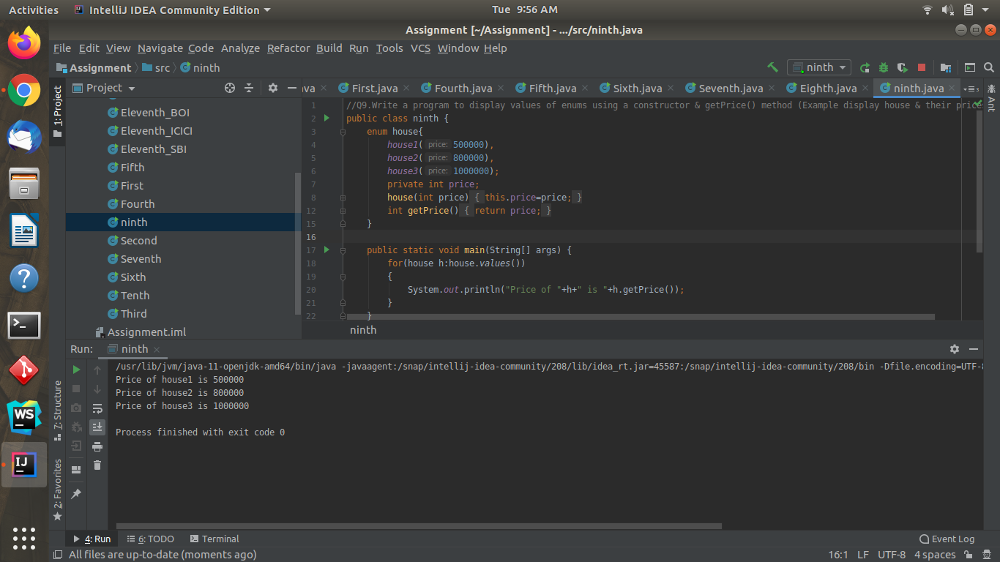 Activities IntelliJ IDEA Community Edition Tue 9:56 AM
Assignment [~/Assignment] - .../src/ninth.java
File Edit View Navigate Code Analyze Refactor Build Run Tools VCS Window Help
Assignment src ninth ninth
1: Project
Project
ava First.java Fourth.java Fifth.java Sixth.java Seventh.java Eighth.java ninth.java 3
Ant
Eleventh_BOI
Eleventh_ICICI
Eleventh_SBI
Fifth
First
Fourth
ninth
Second
Seventh
Sixth
Tenth
Third
Assignment.iml
1 //Q9.Write a program to display values of enums using a constructor & getPrice() method (Example display house & their price
2 public class ninth {
3 enum house{
4 house1( price: 500000),
5 house2( price: 800000),
6 house3( price: 1000000);
7 private int price;
8 house(int price) { this.price=price; }
12 int getPrice() { return price; }
15 }
16
17 public static void main(String[] args) {
18 for(house h:house.values())
19 {
20 System.out.println("Price of "+h+" is "+h.getPrice());
21 }
22 }
ninth
Run: ninth
/usr/lib/jvm/java-11-openjdk-amd64/bin/java -javaagent:/snap/intellij-idea-community/208/lib/idea_rt.jar=45587:/snap/intellij-idea-community/208/bin -Dfile.encoding=UTF-8
Price of house1 is 500000
Price of house2 is 800000
Price of house3 is 1000000
Process finished with exit code 0
7: Structure
2: Favorites
WS
IJ
4: Run 6: TODO Terminal Event Log
All files are up-to-date (moments ago) 16:1 LF UTF-8 4 spaces